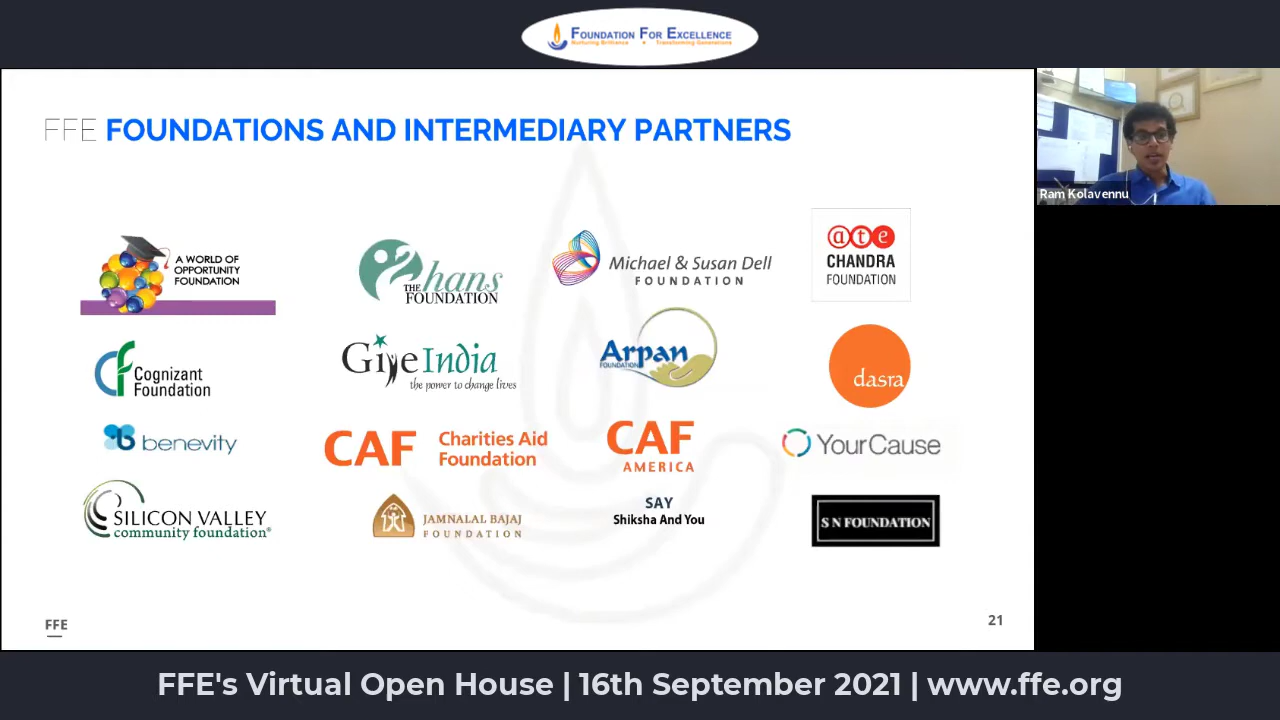 FOUNDATION FOR EXCELLENCE
Nurturing Brilliance • Transforming Generations
FFE FOUNDATIONS AND INTERMEDIARY PARTNERS
Ram Kolavennu
A WORLD OF
OPPORTUNITY
FOUNDATION
THE hans
FOUNDATION
Michael & Susan Dell
FOUNDATION
ate
CHANDRA
FOUNDATION
Cognizant
Foundation
GiveIndia
the power to change lives
Arpan
FOUNDATION
dasra
benevity
CAF Charities Aid
Foundation
CAF
AMERICA
YourCause
SILICON VALLEY
community foundation®
JAMNALAL BAJAJ
FOUNDATION
SAY
Shiksha And You
S N FOUNDATION
FFE
21
FFE's Virtual Open House | 16th September 2021 | www.ffe.org